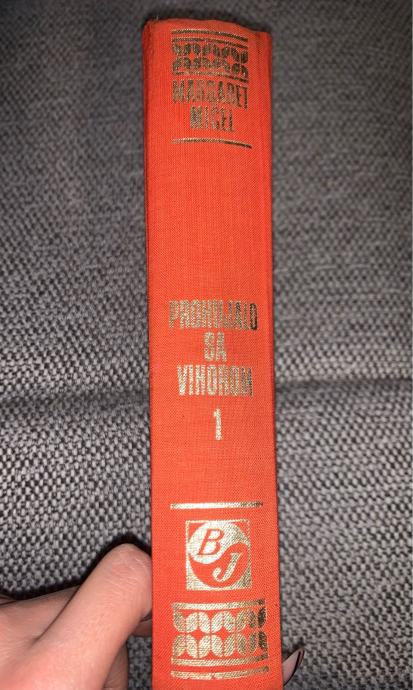 MARGARET
MIČEL
PROHUJALO
SA
VIHOROM
1
BJ